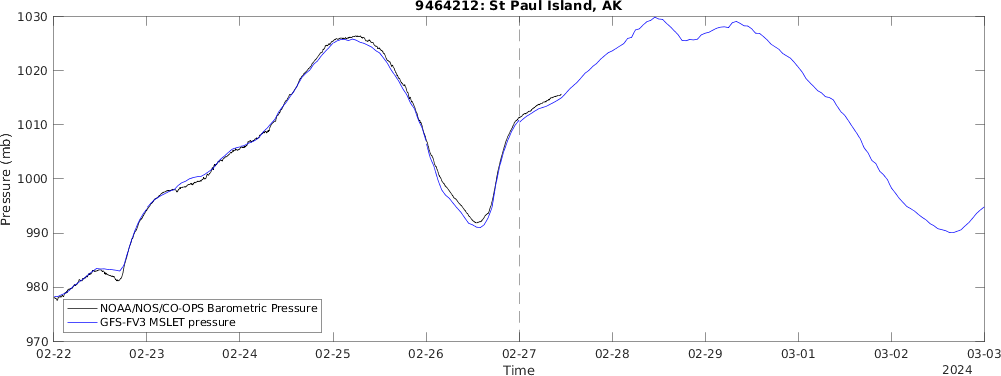 9464212: St Paul Island, AK
1030
1020
1010
1000
990
980
970
Pressure (mb)
NOAA/NOS/CO-OPS Barometric Pressure
GFS-FV3 MSLET pressure
02-22 02-23 02-24 02-25 02-26 02-27 02-28 02-29 03-01 03-02 03-03
Time
2024